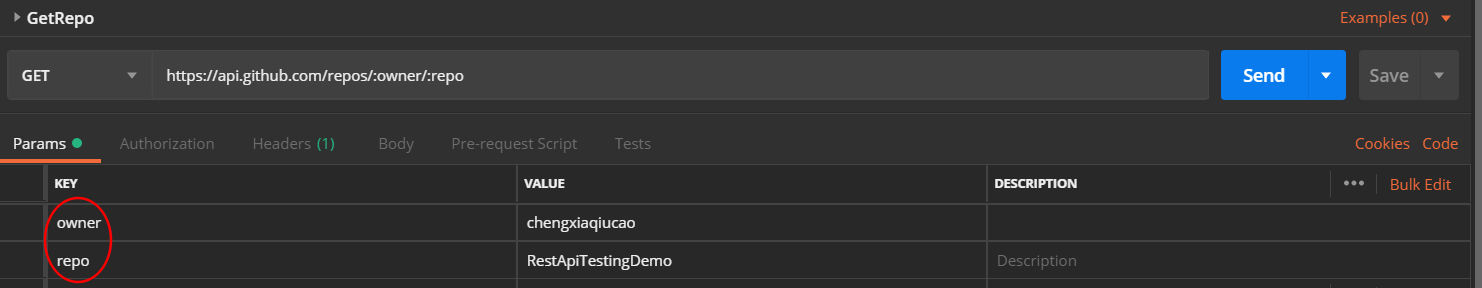 GetRepo Examples (0)
GET https://api.github.com/repos/:owner/:repo Send Save
Params Authorization Headers (1) Body Pre-request Script Tests Cookies Code
KEY VALUE DESCRIPTION ••• Bulk Edit
owner chengxiaqiucao
repo RestApiTestingDemo Description